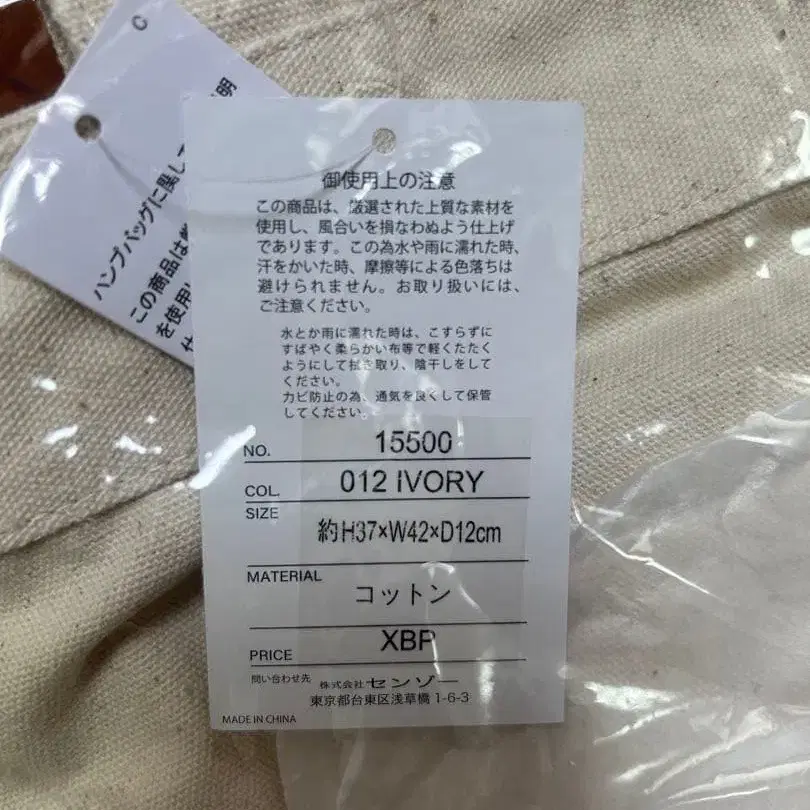 C
ハンプバッグに関して
明
この商品は
を使用
御使用上の注意
この商品は、厳選された上質な素材を
使用し、風合いを損なわぬよう仕上げ
であります。この為水や雨に濡れた時、
汗をかいた時、摩擦等による色落ちは
避けられません。お取り扱いには、
ご注意ください。
水とか雨に濡れた時は、こすらずに
すばやく柔らかい布等で軽くたたく
ようにして拭き取り、陰干しをして
ください。
カビ防止の為、通気を良くして保管
してください。
NO. 15500
COL. 012 IVORY
SIZE
約H37×W42×D12cm
MATERIAL
コットン
PRICE XBP
問い合わせ先 株式会社センゾー
東京都台東区浅草橋1-6-3
MADE IN CHINA